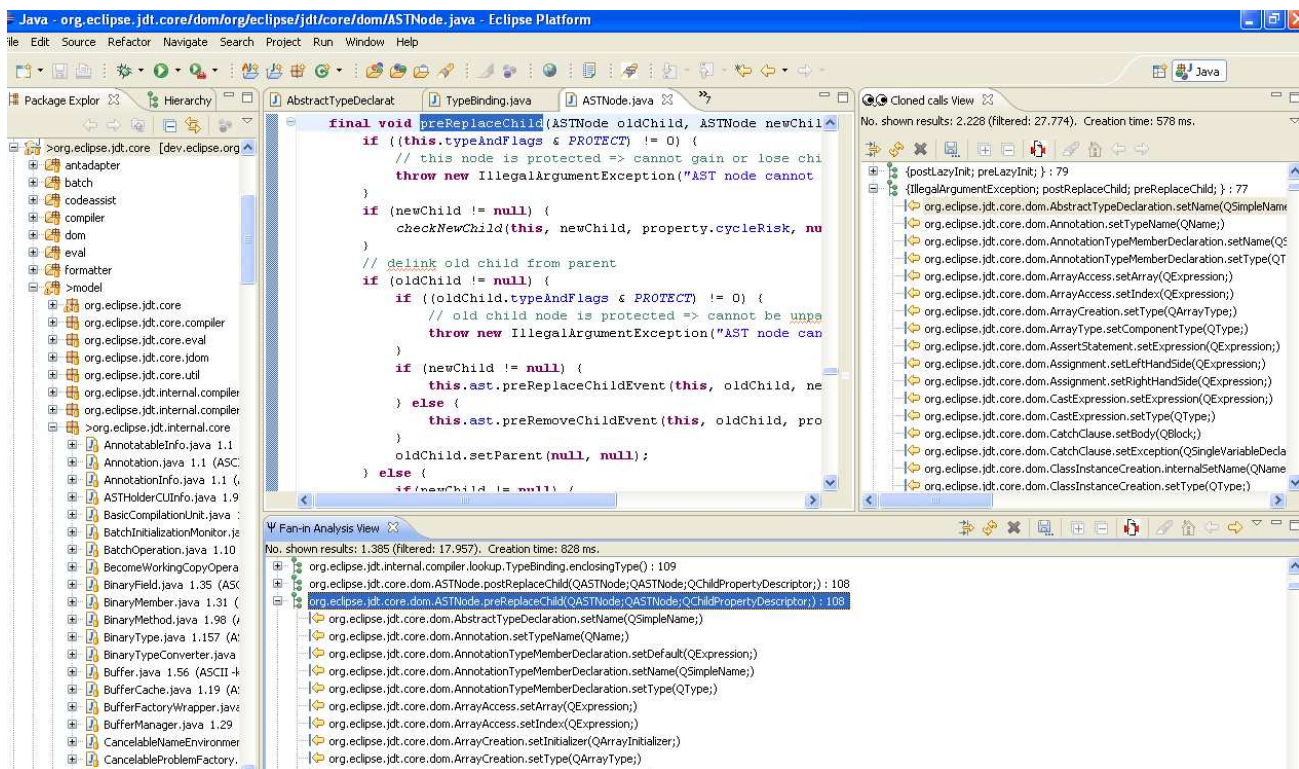 Java - org.eclipse.jdt.core/dom/org/eclipse/jdt/core/dom/ASTNode.java - Eclipse Platform
File Edit Source Refactor Navigate Search Project Run Window Help
Java
Package Explor Hierarchy
>org.eclipse.jdt.core [dev.eclipse.org
antadapter
batch
codeassist
compiler
dom
eval
formatter
>model
org.eclipse.jdt.core
org.eclipse.jdt.core.compiler
org.eclipse.jdt.core.eval
org.eclipse.jdt.core.jdom
org.eclipse.jdt.core.util
org.eclipse.jdt.internal.compiler
org.eclipse.jdt.internal.compiler
>org.eclipse.jdt.internal.core
AnnotatableInfo.java 1.1
Annotation.java 1.1 (ASC
AnnotationInfo.java 1.1 (
ASTHolderCUInfo.java 1.9
BasicCompilationUnit.java
BatchInitializationMonitor.ja
BatchOperation.java 1.10
BecomeWorkingCopyOpera
BinaryField.java 1.35 (ASC
BinaryMember.java 1.31 (
BinaryMethod.java 1.98 (A
BinaryType.java 1.157 (A
BinaryTypeConverter.java
Buffer.java 1.56 (ASCII -k
BufferCache.java 1.19 (A
BufferFactoryWrapper.java
BufferManager.java 1.29
CancelableNameEnvironmer
CancelableProblemFactory.
AbstractTypeDeclarat TypeBinding.java ASTNode.java »7
final void preReplaceChild(ASTNode oldChild, ASTNode newChil
if ((this.typeAndFlags & PROTECT) != 0) {
// this node is protected => cannot gain or lose chi
throw new IllegalArgumentException("AST node cannot
}
if (newChild != null) {
checkNewChild(this, newChild, property.cycleRisk, nu
}
// delink old child from parent
if (oldChild != null) {
if ((oldChild.typeAndFlags & PROTECT) != 0) {
// old child node is protected => cannot be unpa
throw new IllegalArgumentException("AST node can
}
if (newChild != null) {
this.ast.preReplaceChildEvent(this, oldChild, ne
} else {
this.ast.preRemoveChildEvent(this, oldChild, pro
}
oldChild.setParent(null, null);
} else {
if(newChild != null) {
Cloned calls View
No. shown results: 2.228 (filtered: 27.774). Creation time: 578 ms.
{postLazyInit; preLazyInit; } : 79
{IllegalArgumentException; postReplaceChild; preReplaceChild; } : 77
org.eclipse.jdt.core.dom.AbstractTypeDeclaration.setName(QSimpleName
org.eclipse.jdt.core.dom.Annotation.setTypeName(QName;)
org.eclipse.jdt.core.dom.AnnotationTypeMemberDeclaration.setName(QS
org.eclipse.jdt.core.dom.AnnotationTypeMemberDeclaration.setType(QT
org.eclipse.jdt.core.dom.ArrayAccess.setArray(QExpression;)
org.eclipse.jdt.core.dom.ArrayAccess.setIndex(QExpression;)
org.eclipse.jdt.core.dom.ArrayCreation.setType(QArrayType;)
org.eclipse.jdt.core.dom.ArrayType.setComponentType(QType;)
org.eclipse.jdt.core.dom.AssertStatement.setExpression(QExpression;)
org.eclipse.jdt.core.dom.Assignment.setLeftHandSide(QExpression;)
org.eclipse.jdt.core.dom.Assignment.setRightHandSide(QExpression;)
org.eclipse.jdt.core.dom.CastExpression.setExpression(QExpression;)
org.eclipse.jdt.core.dom.CastExpression.setType(QType;)
org.eclipse.jdt.core.dom.CatchClause.setBody(QBlock;)
org.eclipse.jdt.core.dom.CatchClause.setException(QSingleVariableDecla
org.eclipse.jdt.core.dom.ClassInstanceCreation.internalSetName(QName
org.eclipse.jdt.core.dom.ClassInstanceCreation.setType(QType;)
Fan-in Analysis View
No. shown results: 1.385 (filtered: 17.957). Creation time: 828 ms.
org.eclipse.jdt.internal.compiler.lookup.TypeBinding.enclosingType() : 109
org.eclipse.jdt.core.dom.ASTNode.postReplaceChild(QASTNode;QASTNode;QChildPropertyDescriptor;) : 108
org.eclipse.jdt.core.dom.ASTNode.preReplaceChild(QASTNode;QASTNode;QChildPropertyDescriptor;) : 108
org.eclipse.jdt.core.dom.AbstractTypeDeclaration.setName(QSimpleName;)
org.eclipse.jdt.core.dom.Annotation.setTypeName(QName;)
org.eclipse.jdt.core.dom.AnnotationTypeMemberDeclaration.setDefault(QExpression;)
org.eclipse.jdt.core.dom.AnnotationTypeMemberDeclaration.setName(QSimpleName;)
org.eclipse.jdt.core.dom.AnnotationTypeMemberDeclaration.setType(QType;)
org.eclipse.jdt.core.dom.ArrayAccess.setArray(QExpression;)
org.eclipse.jdt.core.dom.ArrayAccess.setIndex(QExpression;)
org.eclipse.jdt.core.dom.ArrayCreation.setInitializer(QArrayInitializer;)
org.eclipse.jdt.core.dom.ArrayCreation.setType(QArrayType;)